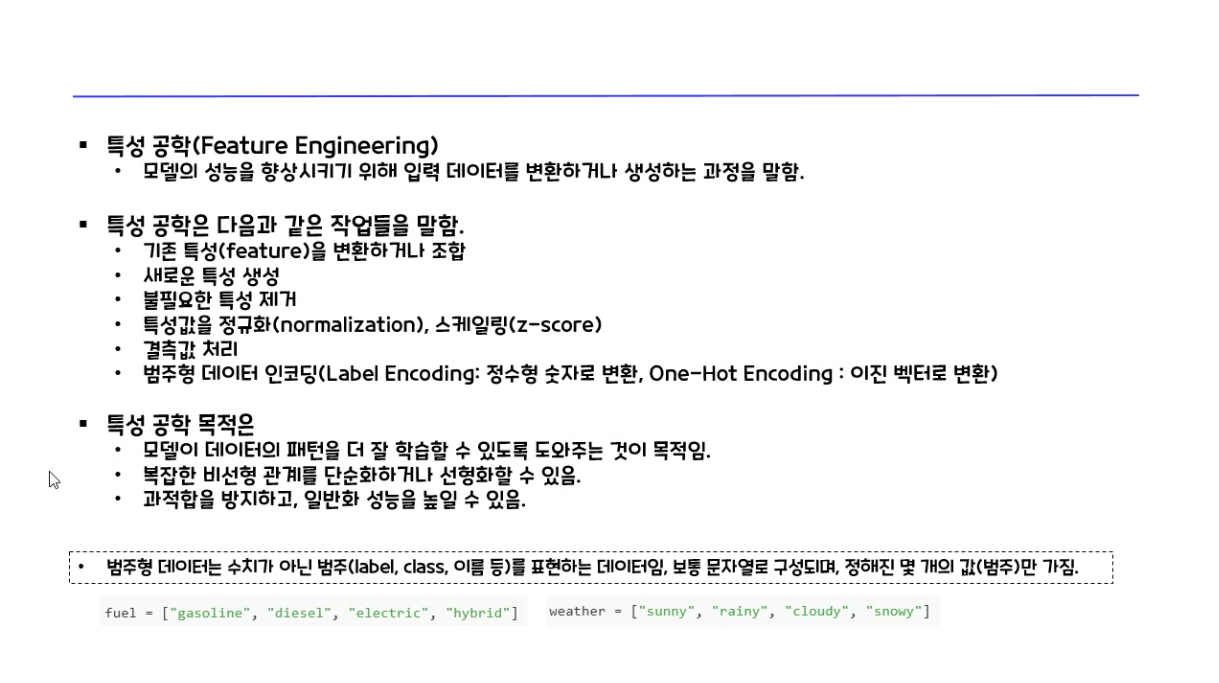 ▪ 특성 공학(Feature Engineering)
• 모델의 성능을 향상시키기 위해 입력 데이터를 변환하거나 생성하는 과정을 말함.
▪ 특성 공학은 다음과 같은 작업들을 말함.
• 기존 특성(feature)을 변환하거나 조합
• 새로운 특성 생성
• 불필요한 특성 제거
• 특성값을 정규화(normalization), 스케일링(z-score)
• 결측값 처리
• 범주형 데이터 인코딩(Label Encoding: 정수형 숫자로 변환, One-Hot Encoding : 이진 벡터로 변환)
▪ 특성 공학 목적은
• 모델이 데이터의 패턴을 더 잘 학습할 수 있도록 도와주는 것이 목적임.
• 복잡한 비선형 관계를 단순화하거나 선형화할 수 있음.
• 과적합을 방지하고, 일반화 성능을 높일 수 있음.
• 범주형 데이터는 수치가 아닌 범주(label, class, 이름 등)를 표현하는 데이터임, 보통 문자열로 구성되며, 정해진 몇 개의 값(범주)만 가짐.
fuel = ["gasoline", "diesel", "electric", "hybrid"]
weather = ["sunny", "rainy", "cloudy", "snowy"]